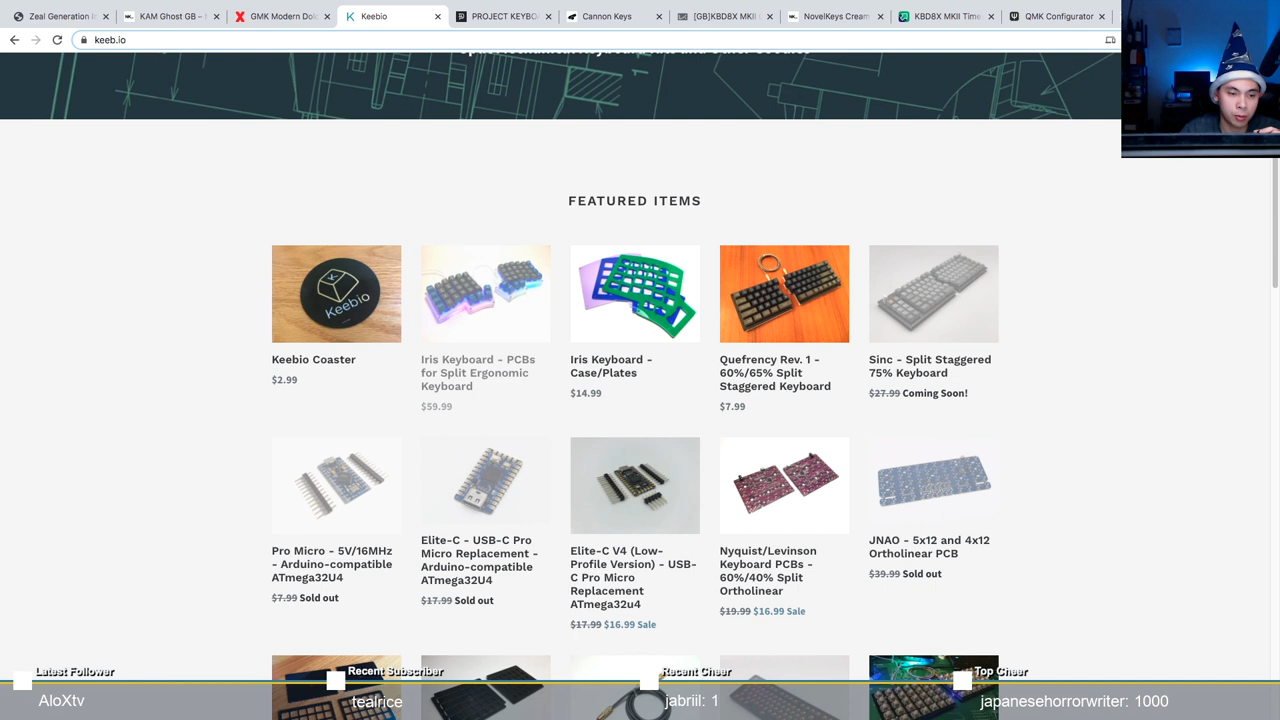 Zeal Generation I
KAM Ghost GB –
GMK Modern Dol
Keebio
PROJECT KEYBO
Cannon Keys
[GB]KBD8X MKII
NovelKeys Cream
KBD8X MKII Time
QMK Configurator
keeb.io
FEATURED ITEMS
Keebio
Keebio Coaster
$2.99
Iris Keyboard - PCBs
for Split Ergonomic
Keyboard
$59.99
Iris Keyboard -
Case/Plates
$14.99
Quefrency Rev. 1 -
60%/65% Split
Staggered Keyboard
$7.99
Sinc - Split Staggered
75% Keyboard
$27.99 Coming Soon!
Pro Micro - 5V/16MHz
- Arduino-compatible
ATmega32U4
$7.99 Sold out
Elite-C - USB-C Pro
Micro Replacement -
Arduino-compatible
ATmega32U4
$17.99 Sold out
Elite-C V4 (Low-
Profile Version) - USB-
C Pro Micro
Replacement
ATmega32u4
$17.99 $16.99 Sale
Nyquist/Levinson
Keyboard PCBs -
60%/40% Split
Ortholinear
$19.99 $16.99 Sale
JNAO - 5x12 and 4x12
Ortholinear PCB
$39.99 Sold out
Latest Follower
AloXtv
Recent Subscriber
tealrice
Recent Cheer
jabriil: 1
Top Cheer
japanesehorrorwriter: 1000